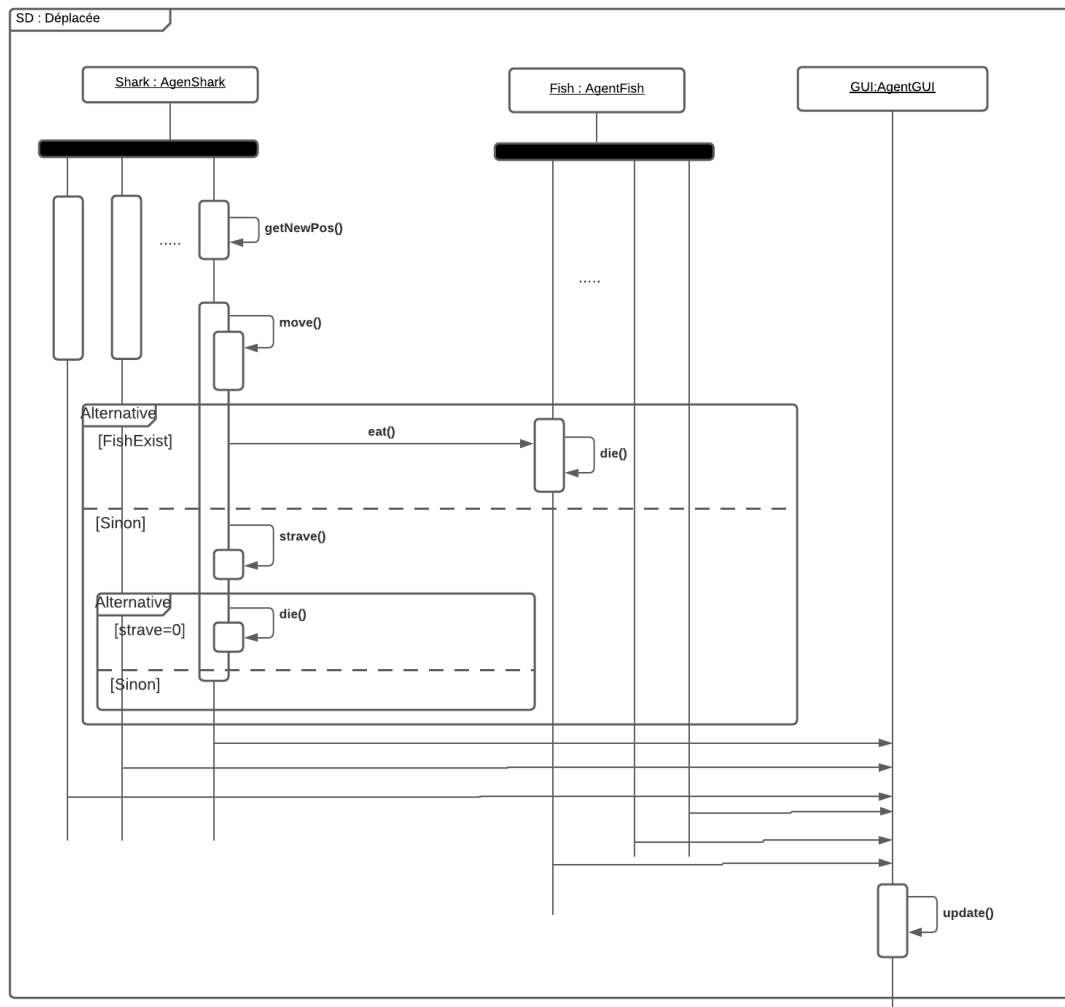 SD : Déplacée
Shark : AgenShark
Fish : AgentFish
GUI:AgentGUI
getNewPos()
.....
.....
move()
Alternative
[FishExist]
eat()
die()
[Sinon]
strave()
Alternative
die()
[strave=0]
[Sinon]
update()